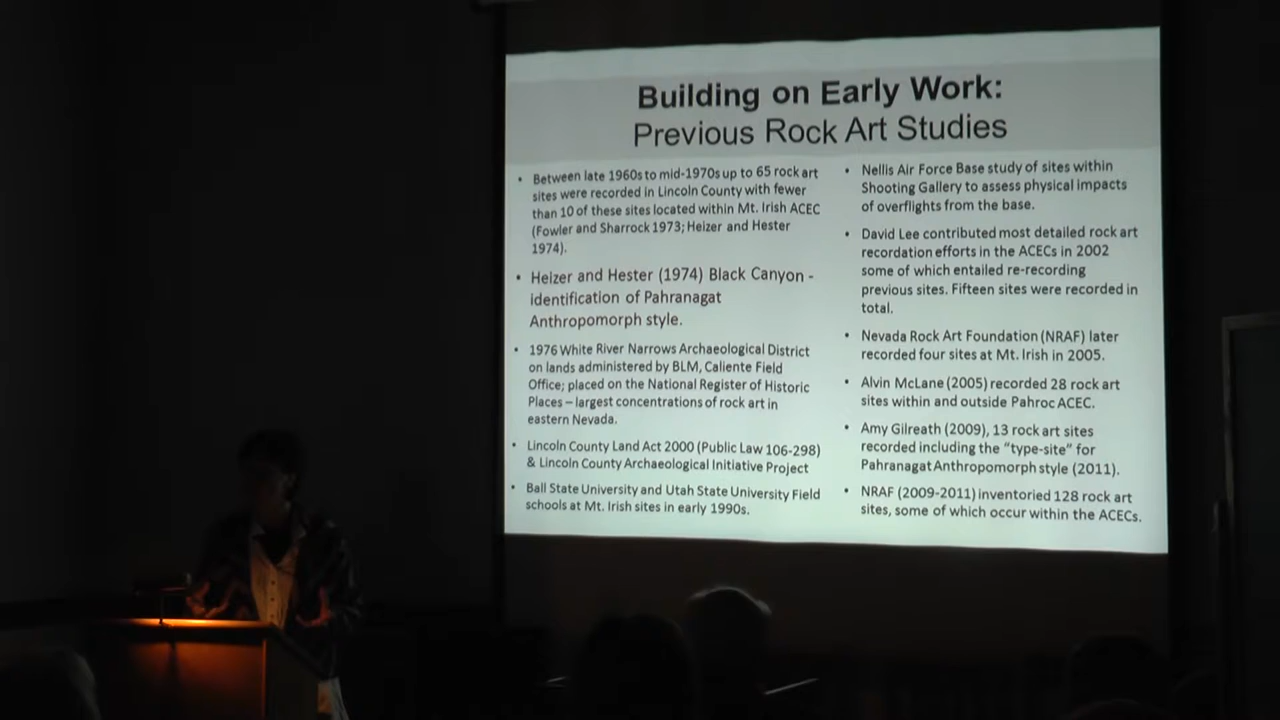 Building on Early Work:
Previous Rock Art Studies
• Between late 1960s to mid-1970s up to 65 rock art
sites were recorded in Lincoln County with fewer
than 10 of these sites located within Mt. Irish ACEC
(Fowler and Sharrock 1973; Heizer and Hester
1974).
• Heizer and Hester (1974) Black Canyon -
identification of Pahranagat
Anthropomorph style.
• 1976 White River Narrows Archaeological District
on lands administered by BLM, Caliente Field
Office; placed on the National Register of Historic
Places – largest concentrations of rock art in
eastern Nevada.
• Lincoln County Land Act 2000 (Public Law 106-298)
& Lincoln County Archaeological Initiative Project
• Ball State University and Utah State University Field
schools at Mt. Irish sites in early 1990s.
• Nellis Air Force Base study of sites within
Shooting Gallery to assess physical impacts
of overflights from the base.
• David Lee contributed most detailed rock art
recordation efforts in the ACECs in 2002
some of which entailed re-recording
previous sites. Fifteen sites were recorded in
total.
• Nevada Rock Art Foundation (NRAF) later
recorded four sites at Mt. Irish in 2005.
• Alvin McLane (2005) recorded 28 rock art
sites within and outside Pahroc ACEC.
• Amy Gilreath (2009), 13 rock art sites
recorded including the “type-site” for
Pahranagat Anthropomorph style (2011).
• NRAF (2009-2011) inventoried 128 rock art
sites, some of which occur within the ACECs.